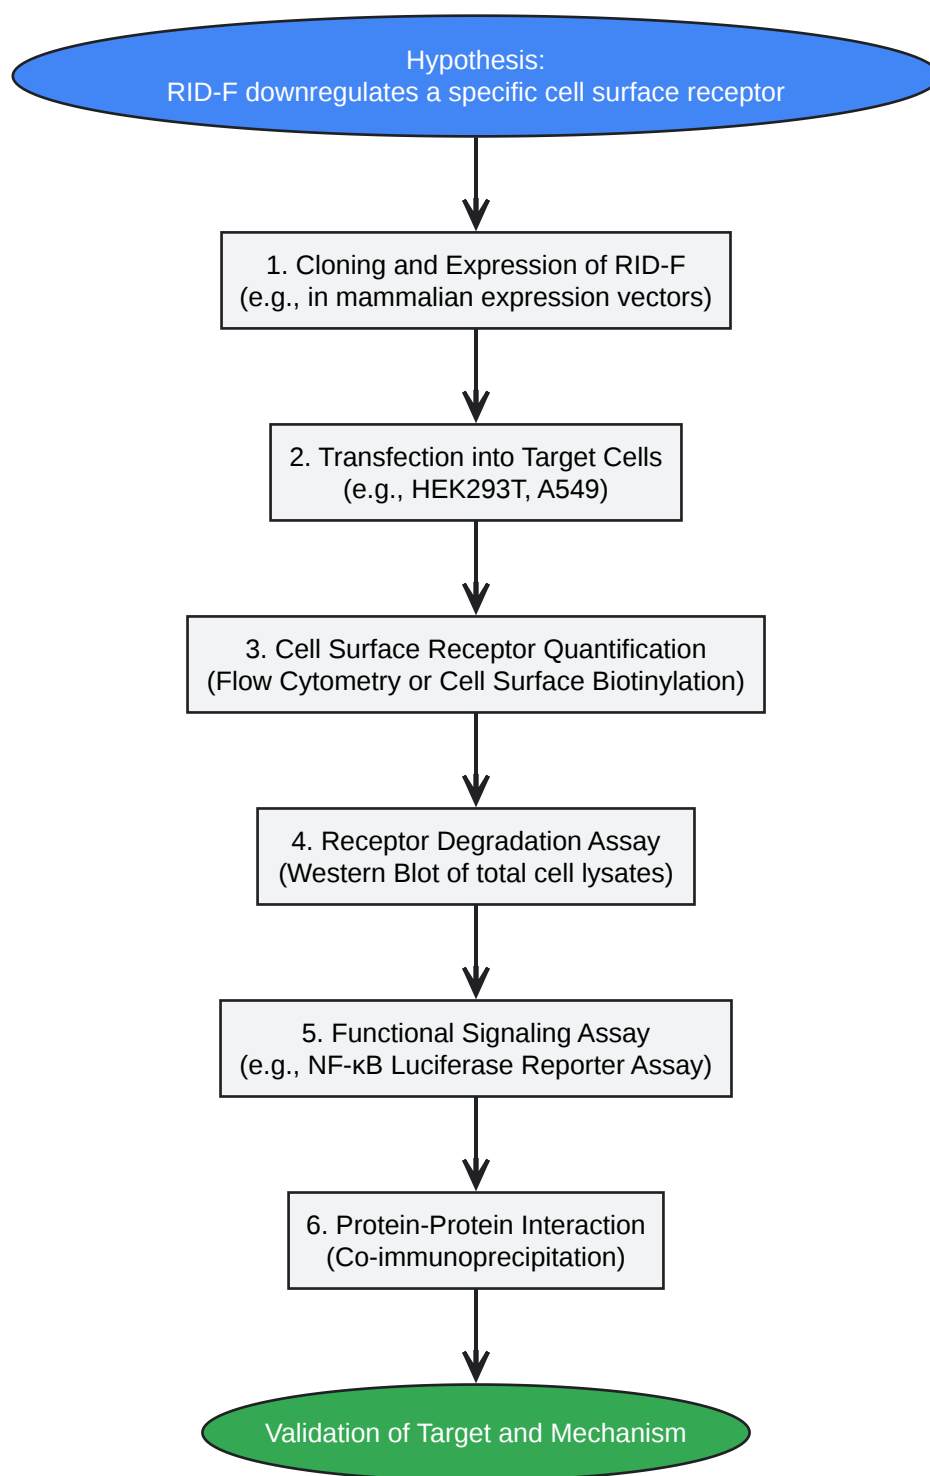 Hypothesis:
RID-F downregulates a specific cell surface receptor
1. Cloning and Expression of RID-F
(e.g., in mammalian expression vectors)
2. Transfection into Target Cells
(e.g., HEK293T, A549)
3. Cell Surface Receptor Quantification
(Flow Cytometry or Cell Surface Biotinylation)
4. Receptor Degradation Assay
(Western Blot of total cell lysates)
5. Functional Signaling Assay
(e.g., NF-κB Luciferase Reporter Assay)
6. Protein-Protein Interaction
(Co-immunoprecipitation)
Validation of Target and Mechanism